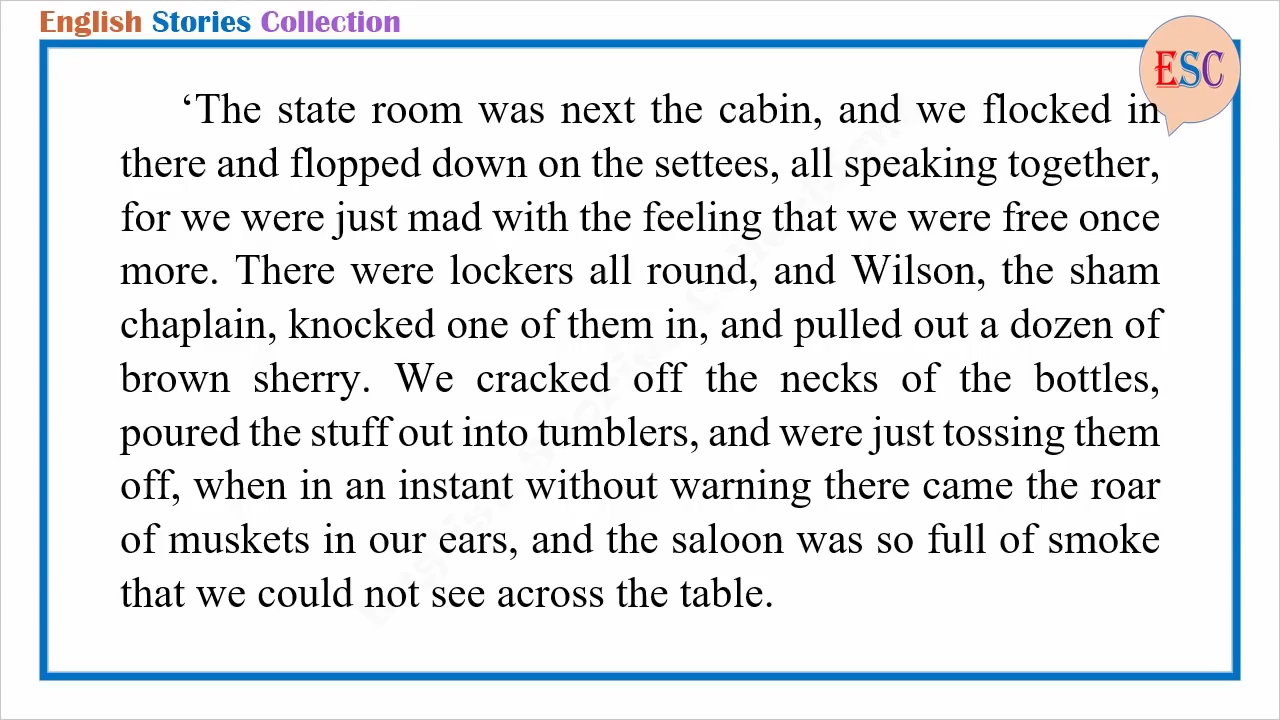 English Stories Collection
ESC
‘The state room was next the cabin, and we flocked in
there and flopped down on the settees, all speaking together,
for we were just mad with the feeling that we were free once
more. There were lockers all round, and Wilson, the sham
chaplain, knocked one of them in, and pulled out a dozen of
brown sherry. We cracked off the necks of the bottles,
poured the stuff out into tumblers, and were just tossing them
off, when in an instant without warning there came the roar
of muskets in our ears, and the saloon was so full of smoke
that we could not see across the table.